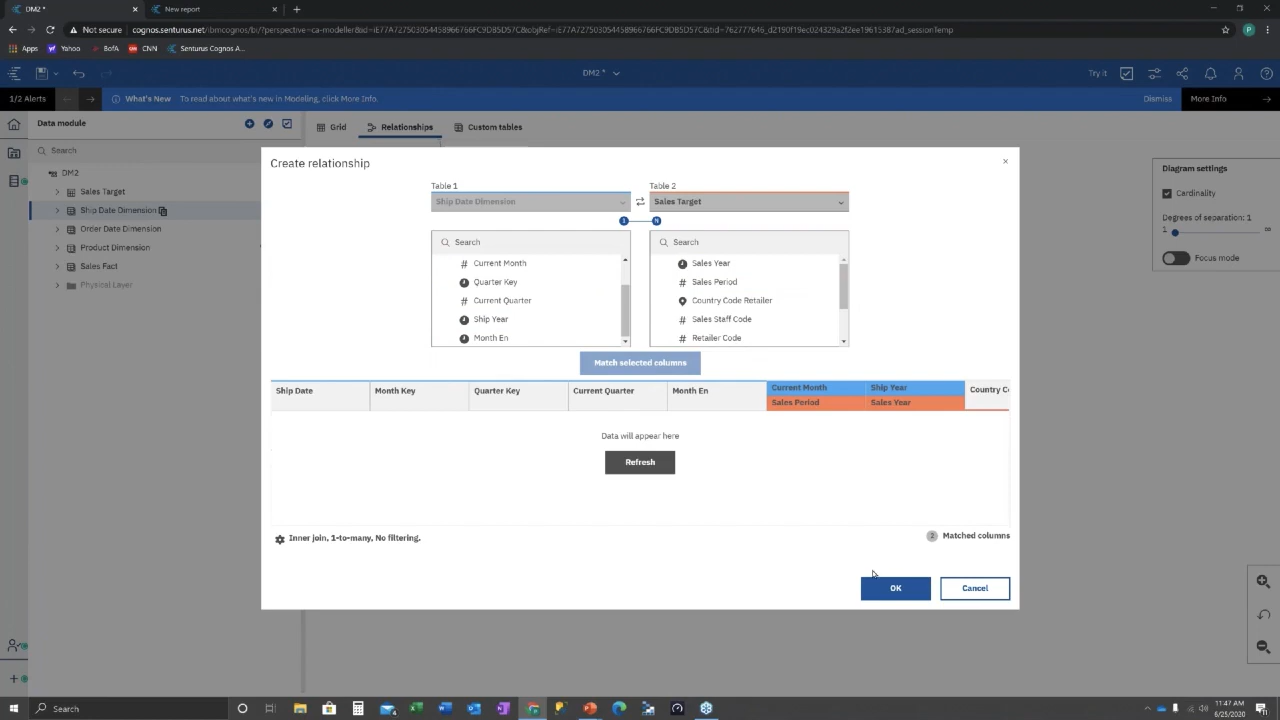 DM2 *
New report
Not secure
cognos.senturus.net/ibmcognos/bi/?perspective=ca-modeller&id=iE77A72750305445B966766FC9DB5D57C&objRef=iE77A72750305445B966766FC9DB5D57C&tid=762777646_d2190f19ec024329a2f2ee19615387ad_sessionTemp
P
Apps
Yahoo
BofA
CNN
Senturus Cognos A...
DM2 *
Try it
1/2 Alerts
What's New
To read about what's new in Modeling, click More Info.
Dismiss
More Info
Data module
Grid
Relationships
Custom tables
Search
DM2
Sales Target
Ship Date Dimension
Order Date Dimension
Product Dimension
Sales Fact
Physical Layer
Create relationship
Table 1
Table 2
Ship Date Dimension
Sales Target
1
N
Search
Search
Current Month
Quarter Key
Current Quarter
Ship Year
Month En
Sales Year
Sales Period
Country Code Retailer
Sales Staff Code
Retailer Code
Match selected columns
Ship Date
Month Key
Quarter Key
Current Quarter
Month En
Current Month
Ship Year
Country C
Sales Period
Sales Year
Data will appear here
Refresh
Inner join, 1-to-many, No filtering.
2 Matched columns
OK
Cancel
Diagram settings
Cardinality
Degrees of separation: 1
1
∞
Focus mode
Search
11:47 AM
6/25/2020